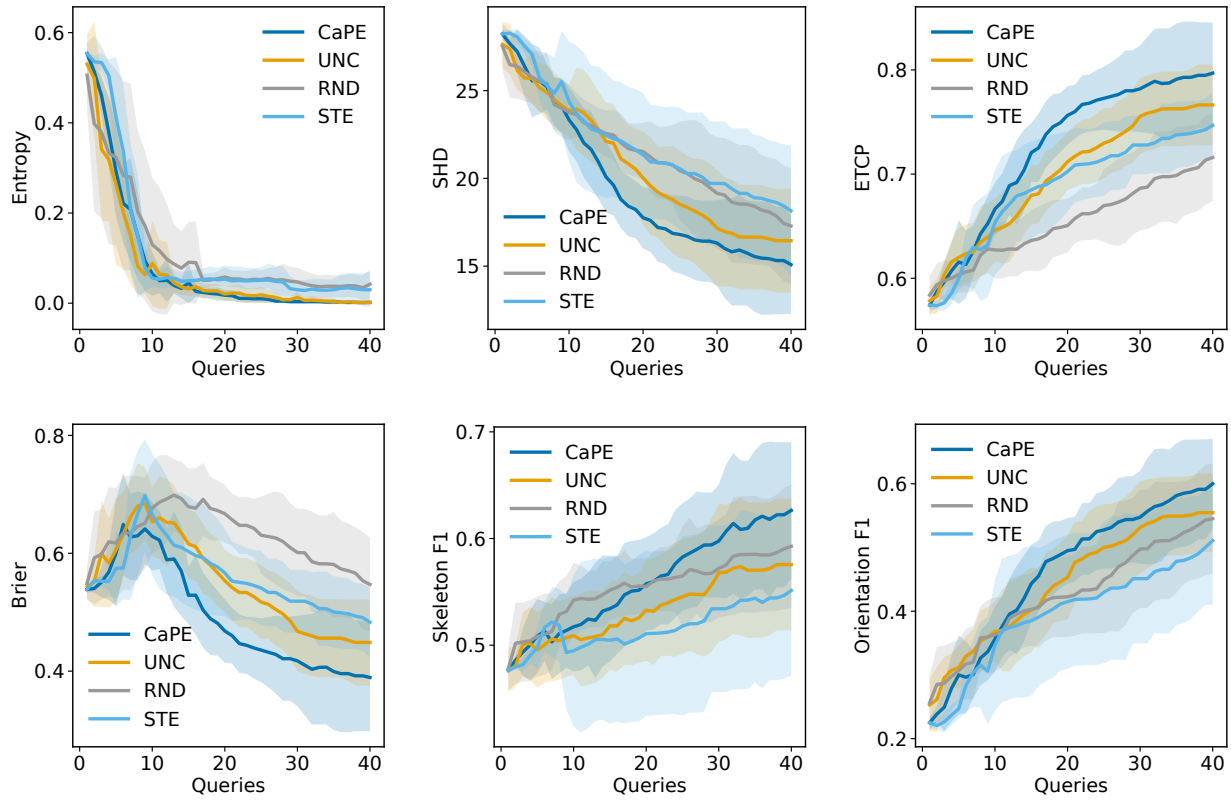 Entropy
0.6
0.4
0.2
0.0
CaPE
UNC
RND
STE
0 10 20 30 40
Queries
SHD
25
20
15
CaPE
UNC
RND
STE
0 10 20 30 40
Queries
ETCP
0.8
0.7
0.6
CaPE
UNC
RND
STE
0 10 20 30 40
Queries
Brier
0.8
0.6
0.4
CaPE
UNC
RND
STE
0 10 20 30 40
Queries
Skeleton F1
0.7
0.6
0.5
CaPE
UNC
RND
STE
0 10 20 30 40
Queries
Orientation F1
0.6
0.4
0.2
CaPE
UNC
RND
STE
0 10 20 30 40
Queries